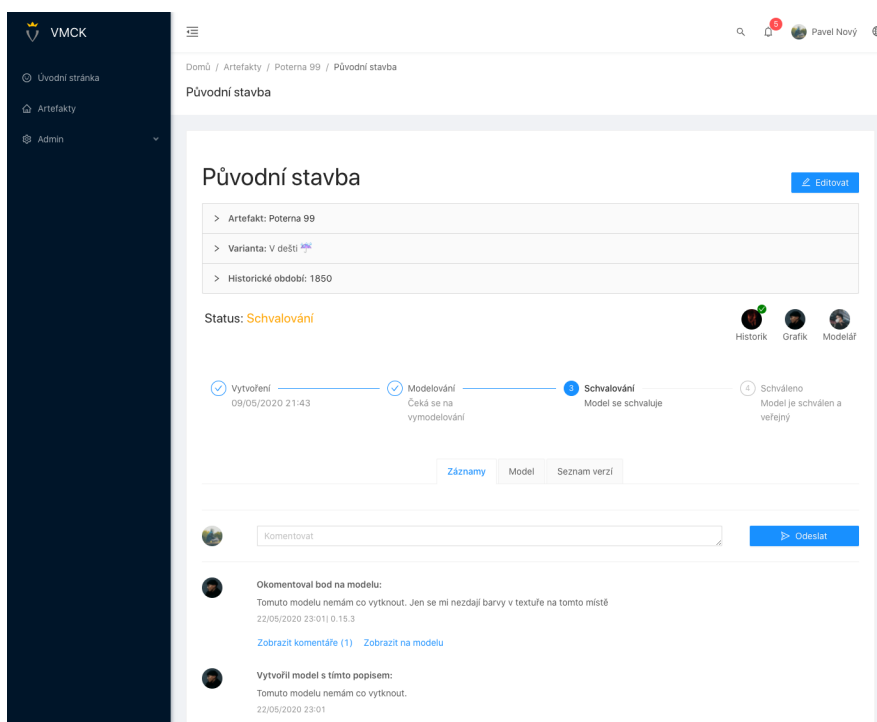 VMCK
5
Pavel Nový
Úvodní stránka
Artefakty
Admin
Domů / Artefakty / Poterna 99 / Původní stavba
Původní stavba
Původní stavba
Editovat
Artefakt: Poterna 99
Varianta: V dešti ☔
Historické období: 1850
Status: Schvalování
Historik
Grafik
Modelář
Vytvoření
09/05/2020 21:43
Modelování
Čeká se na
vymodelování
3
Schvalování
Model se schvaluje
4
Schváleno
Model je schválen a
veřejný
Záznamy
Model
Seznam verzí
Komentovat
Odeslat
Okomentoval bod na modelu:
Tomuto modelu nemám co vytknout. Jen se mi nezdají barvy v textuře na tomto místě
22/05/2020 23:01| 0.15.3
Zobrazit komentáře (1) Zobrazit na modelu
Vytvořil model s tímto popisem:
Tomuto modelu nemám co vytknout.
22/05/2020 23:01